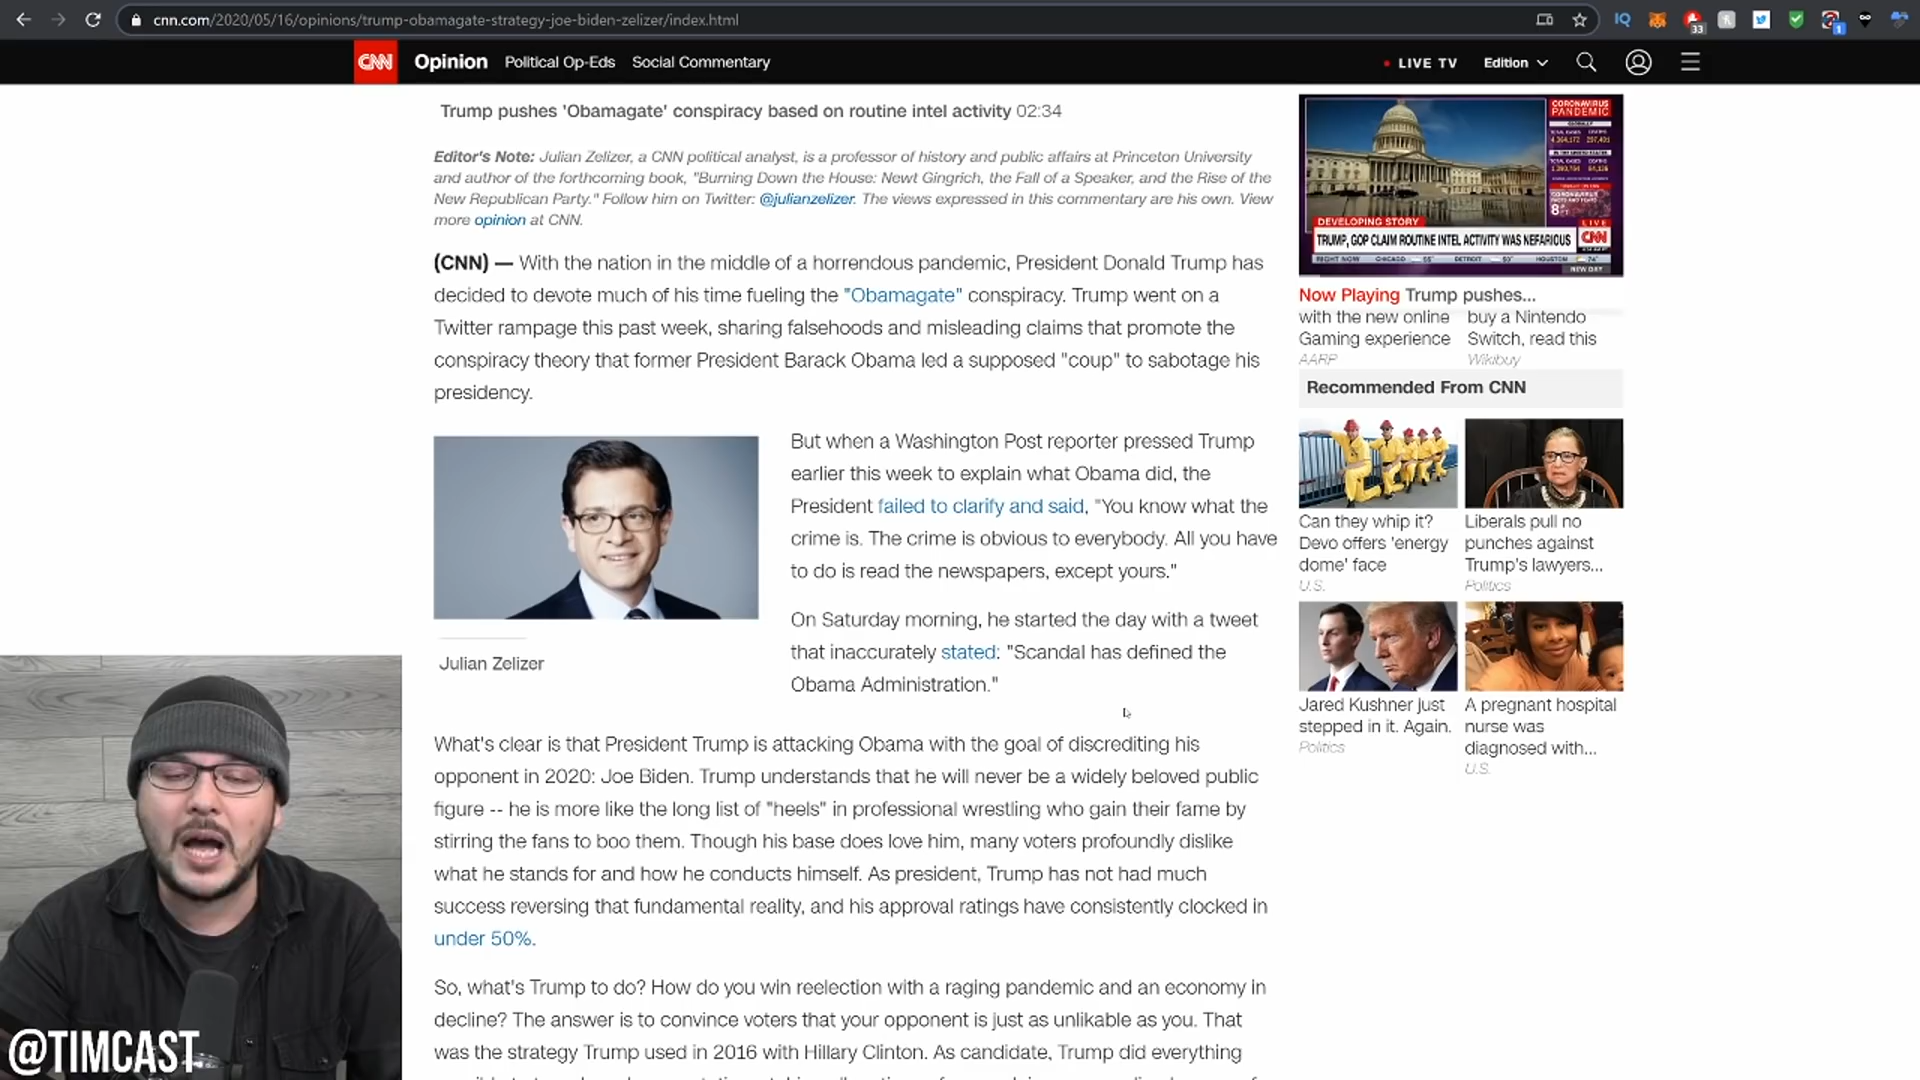 cnn.com/2020/05/16/opinions/trump-obamagate-strategy-joe-biden-zelizer/index.html
IQ
33
1
CNN Opinion Political Op-Eds Social Commentary
LIVE TV Edition
Trump pushes 'Obamagate' conspiracy based on routine intel activity 02:34
Editor's Note: Julian Zelizer, a CNN political analyst, is a professor of history and public affairs at Princeton University
and author of the forthcoming book, "Burning Down the House: Newt Gingrich, the Fall of a Speaker, and the Rise of the
New Republican Party." Follow him on Twitter: @julianzelizer. The views expressed in this commentary are his own. View
more opinion at CNN.
(CNN) — With the nation in the middle of a horrendous pandemic, President Donald Trump has
decided to devote much of his time fueling the "Obamagate" conspiracy. Trump went on a
Twitter rampage this past week, sharing falsehoods and misleading claims that promote the
conspiracy theory that former President Barack Obama led a supposed "coup" to sabotage his
presidency.
Julian Zelizer
But when a Washington Post reporter pressed Trump
earlier this week to explain what Obama did, the
President failed to clarify and said, "You know what the
crime is. The crime is obvious to everybody. All you have
to do is read the newspapers, except yours."
On Saturday morning, he started the day with a tweet
that inaccurately stated: "Scandal has defined the
Obama Administration."
What's clear is that President Trump is attacking Obama with the goal of discrediting his
opponent in 2020: Joe Biden. Trump understands that he will never be a widely beloved public
figure -- he is more like the long list of "heels" in professional wrestling who gain their fame by
stirring the fans to boo them. Though his base does love him, many voters profoundly dislike
what he stands for and how he conducts himself. As president, Trump has not had much
success reversing that fundamental reality, and his approval ratings have consistently clocked in
under 50%.
So, what's Trump to do? How do you win reelection with a raging pandemic and an economy in
decline? The answer is to convince voters that your opponent is just as unlikable as you. That
was the strategy Trump used in 2016 with Hillary Clinton. As candidate, Trump did everything
CORONAVIRUS
PANDEMIC
DEVELOPING STORY
TRUMP, GOP CLAIM ROUTINE INTEL ACTIVITY WAS NEFARIOUS
LIVE
CNN
RIGHT NOW CHICAGO 55° DETROIT 50° HOUSTON 74°
NEW DAY
Now Playing Trump pushes...
with the new online
Gaming experience
AARP
buy a Nintendo
Switch, read this
Wikibuy
Recommended From CNN
Can they whip it?
Devo offers 'energy
dome' face
U.S.
Liberals pull no
punches against
Trump's lawyers...
Politics
Jared Kushner just
stepped in it. Again.
Politics
A pregnant hospital
nurse was
diagnosed with...
U.S.
@TIMCAST